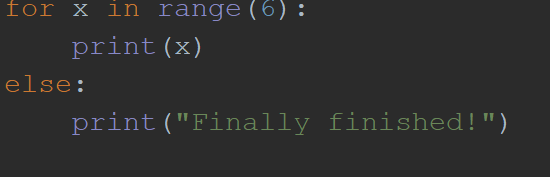 for x in range(6):
    print(x)
else:
    print("Finally finished!")